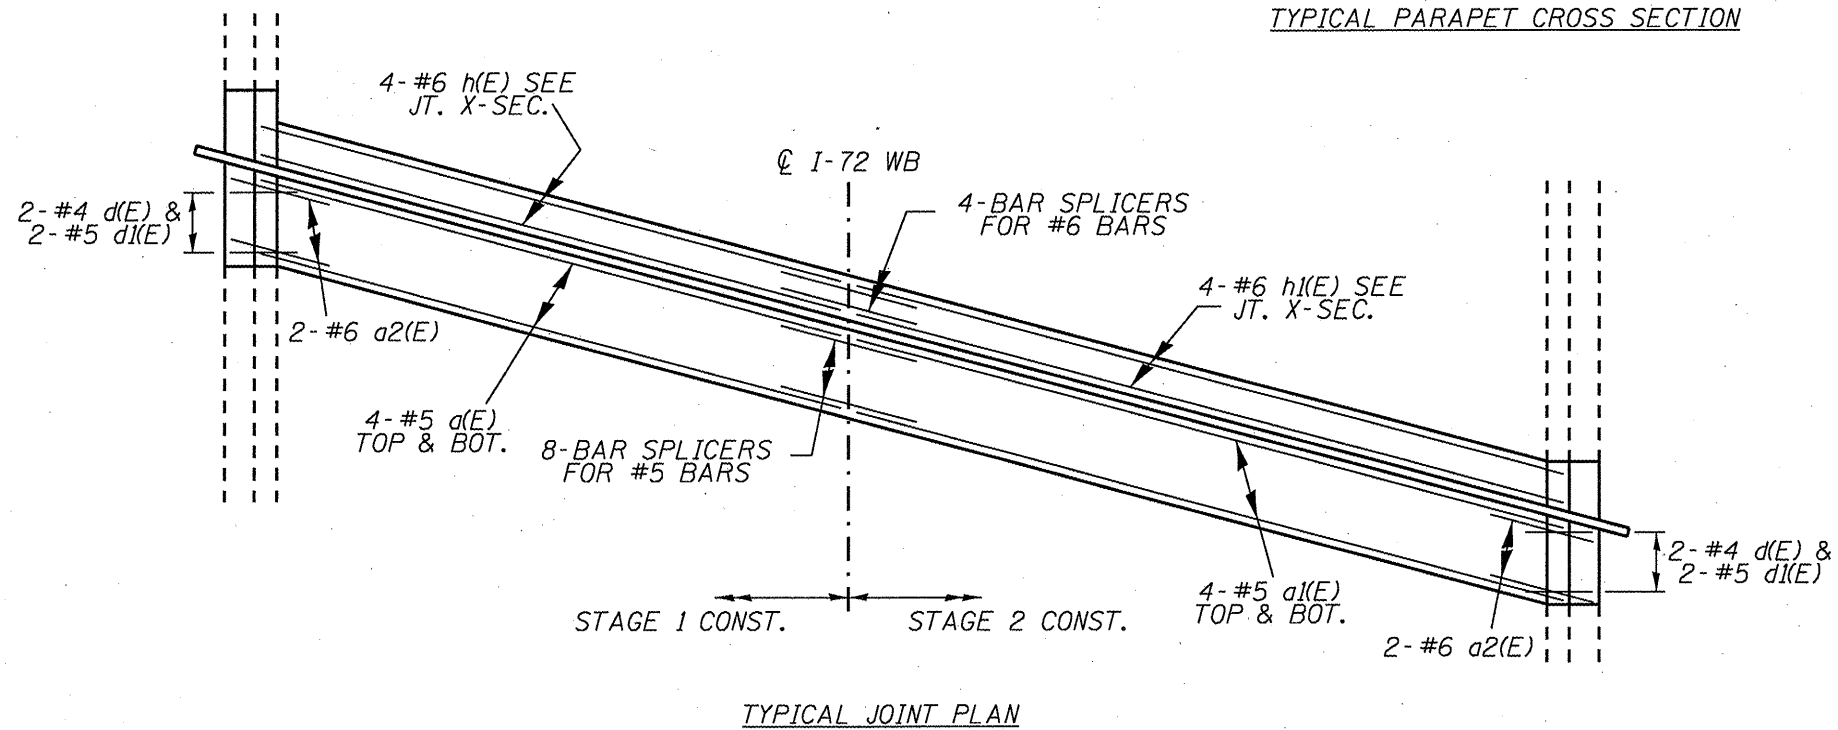 TYPICAL PARAPET CROSS SECTION
4-#6 h(E) SEE
JT. X-SEC.
℄ I-72 WB
4-BAR SPLICERS
FOR #6 BARS
2-#4 d(E) &
2-#5 d1(E)
4-#6 h1(E) SEE
JT. X-SEC.
2-#6 a2(E)
4-#5 a(E)
TOP & BOT.
8-BAR SPLICERS
FOR #5 BARS
2-#4 d(E) &
2-#5 d1(E)
4-#5 a1(E)
TOP & BOT.
STAGE 1 CONST.
STAGE 2 CONST.
2-#6 a2(E)
TYPICAL JOINT PLAN